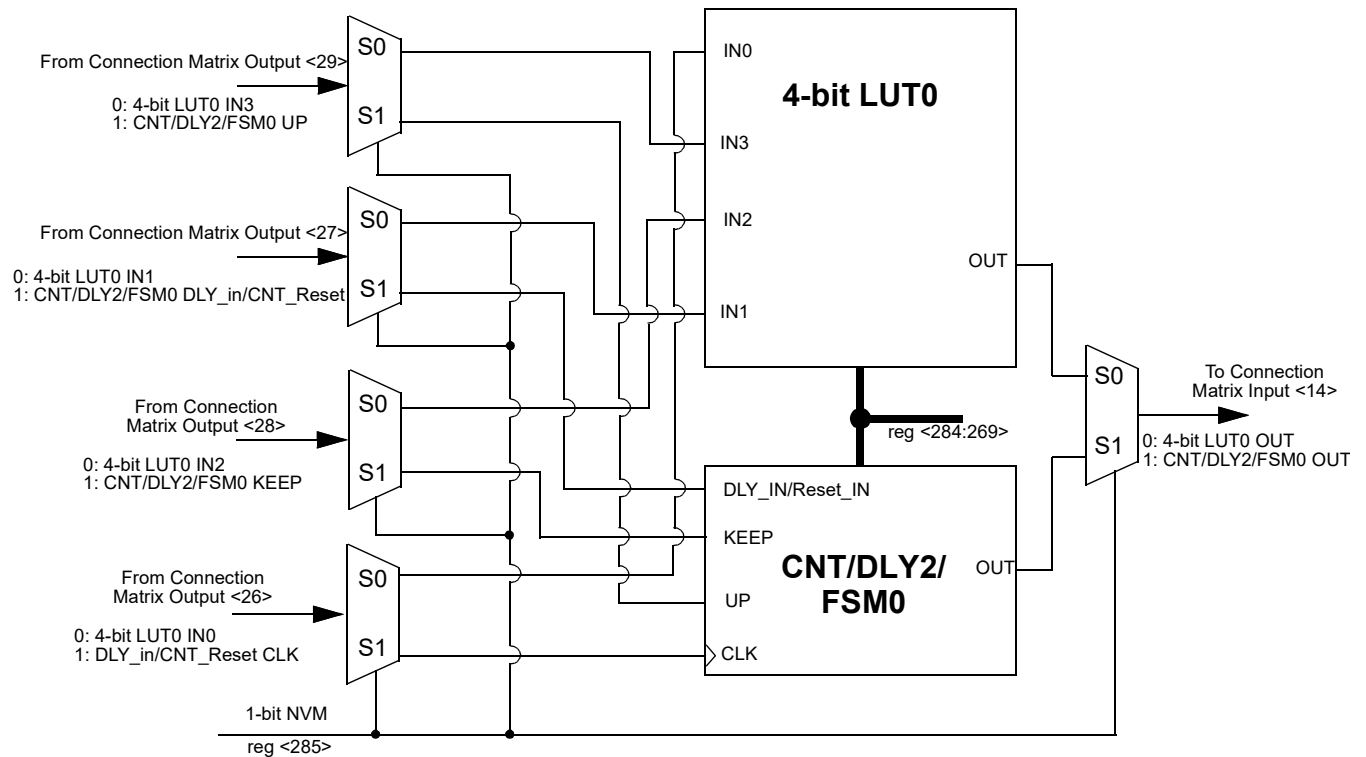 From Connection Matrix Output <29>
0: 4-bit LUT0 IN3
1: CNT/DLY2/FSM0 UP
S0
S1
From Connection Matrix Output <27>
0: 4-bit LUT0 IN1
1: CNT/DLY2/FSM0 DLY_in/CNT_Reset
S0
S1
From Connection
Matrix Output <28>
0: 4-bit LUT0 IN2
1: CNT/DLY2/FSM0 KEEP
S0
S1
From Connection
Matrix Output <26>
0: 4-bit LUT0 IN0
1: DLY_in/CNT_Reset CLK
S0
S1
1-bit NVM
reg <285>
4-bit LUT0
IN0
IN3
IN2
IN1
OUT
reg <284:269>
DLY_IN/Reset_IN
KEEP
UP
CLK
CNT/DLY2/
FSM0
OUT
S0
S1
To Connection
Matrix Input <14>
0: 4-bit LUT0 OUT
1: CNT/DLY2/FSM0 OUT